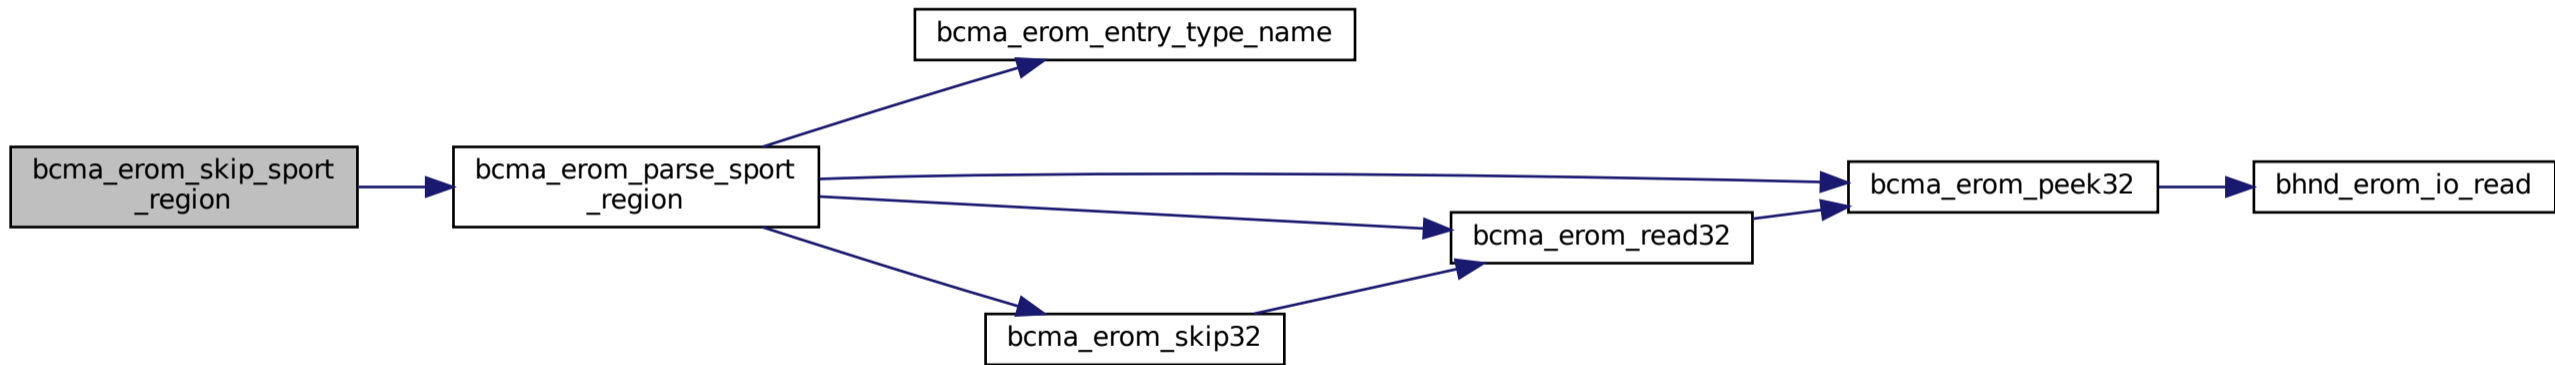 bcma_erom_entry_type_name
bcma_erom_skip_sport
_region
bcma_erom_parse_sport
_region
bcma_erom_peek32
bhnd_erom_io_read
bcma_erom_read32
bcma_erom_skip32